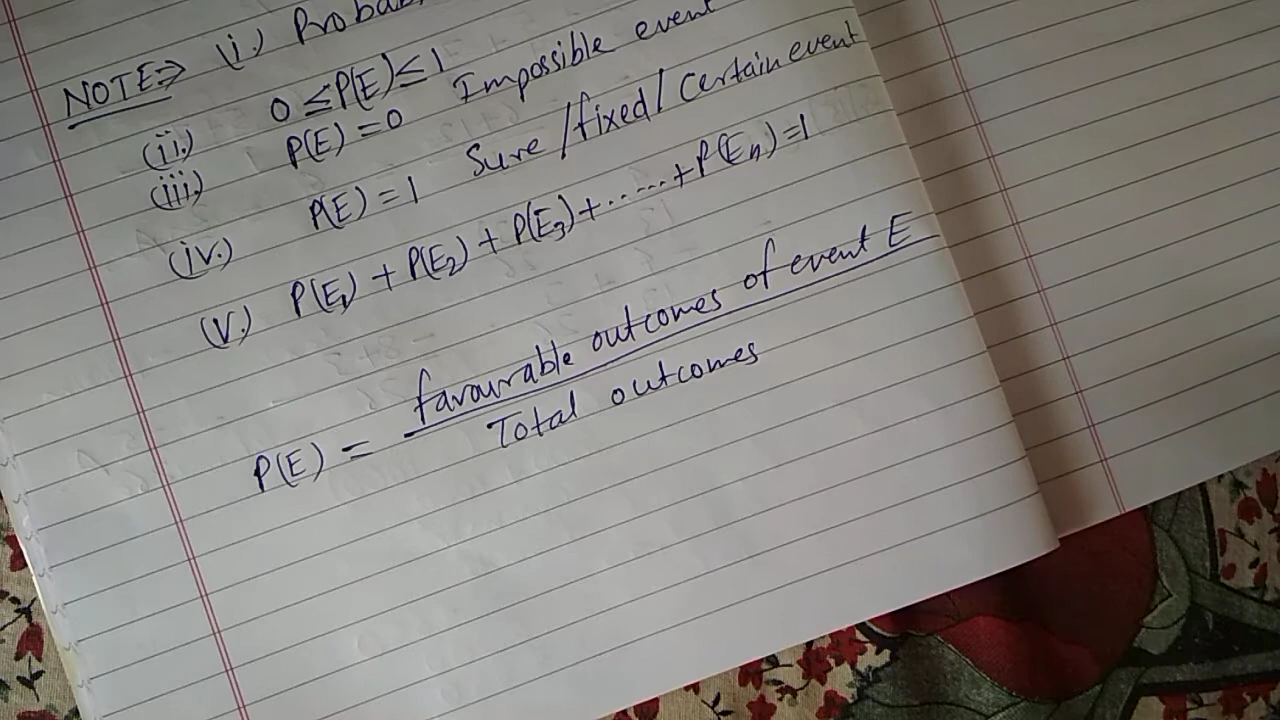 NOTE⇒ (i.)
(ii.) 0 ≤ P(E) ≤ 1
(iii) P(E) = 0 Impossible event
(iv.) P(E) = 1 Sure/fixed/certain event
(v.) P(E₁) + P(E₂) + P(E₃) + ...... + P(Eₙ) = 1
P(E) = favourable outcomes of event E
Total outcomes